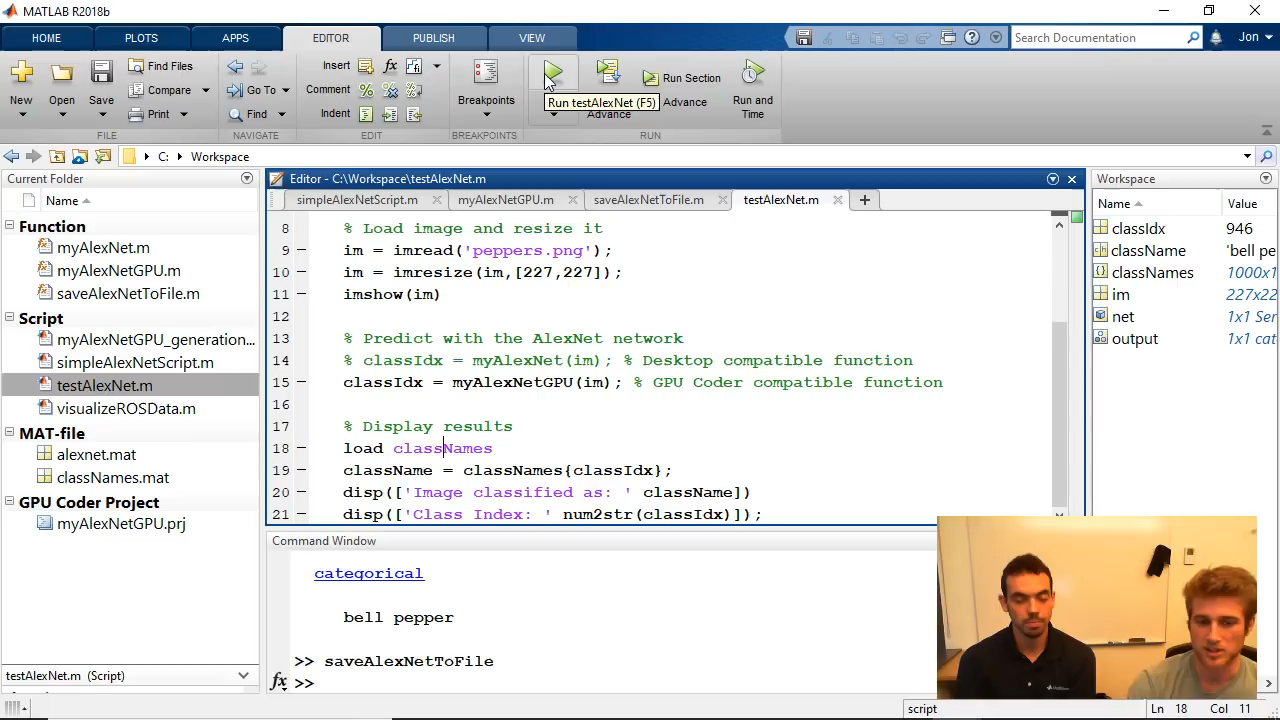 MATLAB R2018b
HOME
PLOTS
APPS
EDITOR
PUBLISH
VIEW
Search Documentation
Jon
New
Open
Save
Find Files
Compare
Print
FILE
Go To
Find
NAVIGATE
Insert
Comment
Indent
EDIT
Breakpoints
BREAKPOINTS
Run testAlexNet (F5)
Advance
Run Section
Advance
Run and
Time
RUN
C:
Workspace
Current Folder
Name
Function
myAlexNet.m
myAlexNetGPU.m
saveAlexNetToFile.m
Script
myAlexNetGPU_generation...
simpleAlexNetScript.m
testAlexNet.m
visualizeROSData.m
MAT-file
alexnet.mat
classNames.mat
GPU Coder Project
myAlexNetGPU.prj
testAlexNet.m (Script)
Editor - C:\Workspace\testAlexNet.m
simpleAlexNetScript.m
myAlexNetGPU.m
saveAlexNetToFile.m
testAlexNet.m
8 % Load image and resize it
9 im = imread('peppers.png');
10 im = imresize(im,[227,227]);
11 imshow(im)
12
13 % Predict with the AlexNet network
14 % classIdx = myAlexNet(im); % Desktop compatible function
15 classIdx = myAlexNetGPU(im); % GPU Coder compatible function
16
17 % Display results
18 load classNames
19 className = classNames{classIdx};
20 disp(['Image classified as: ' className])
21 disp(['Class Index: ' num2str(classIdx)]);
Command Window
categorical
bell pepper
>> saveAlexNetToFile
fx >>
Workspace
Name Value
classIdx 946
className 'bell pe
classNames 1000x1
im 227x22
net 1x1 Ser
output 1x1 cat
script
Ln 18 Col 11